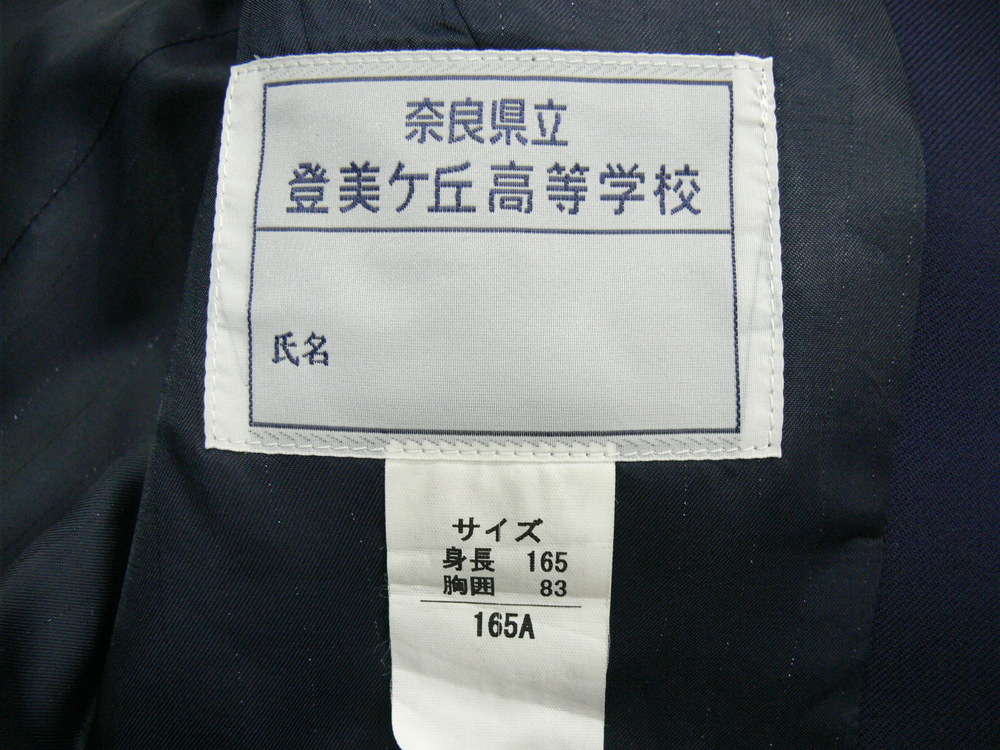 奈良県立
登美ケ丘高等学校
氏名
サイズ
身長 165
胸囲 83
165A